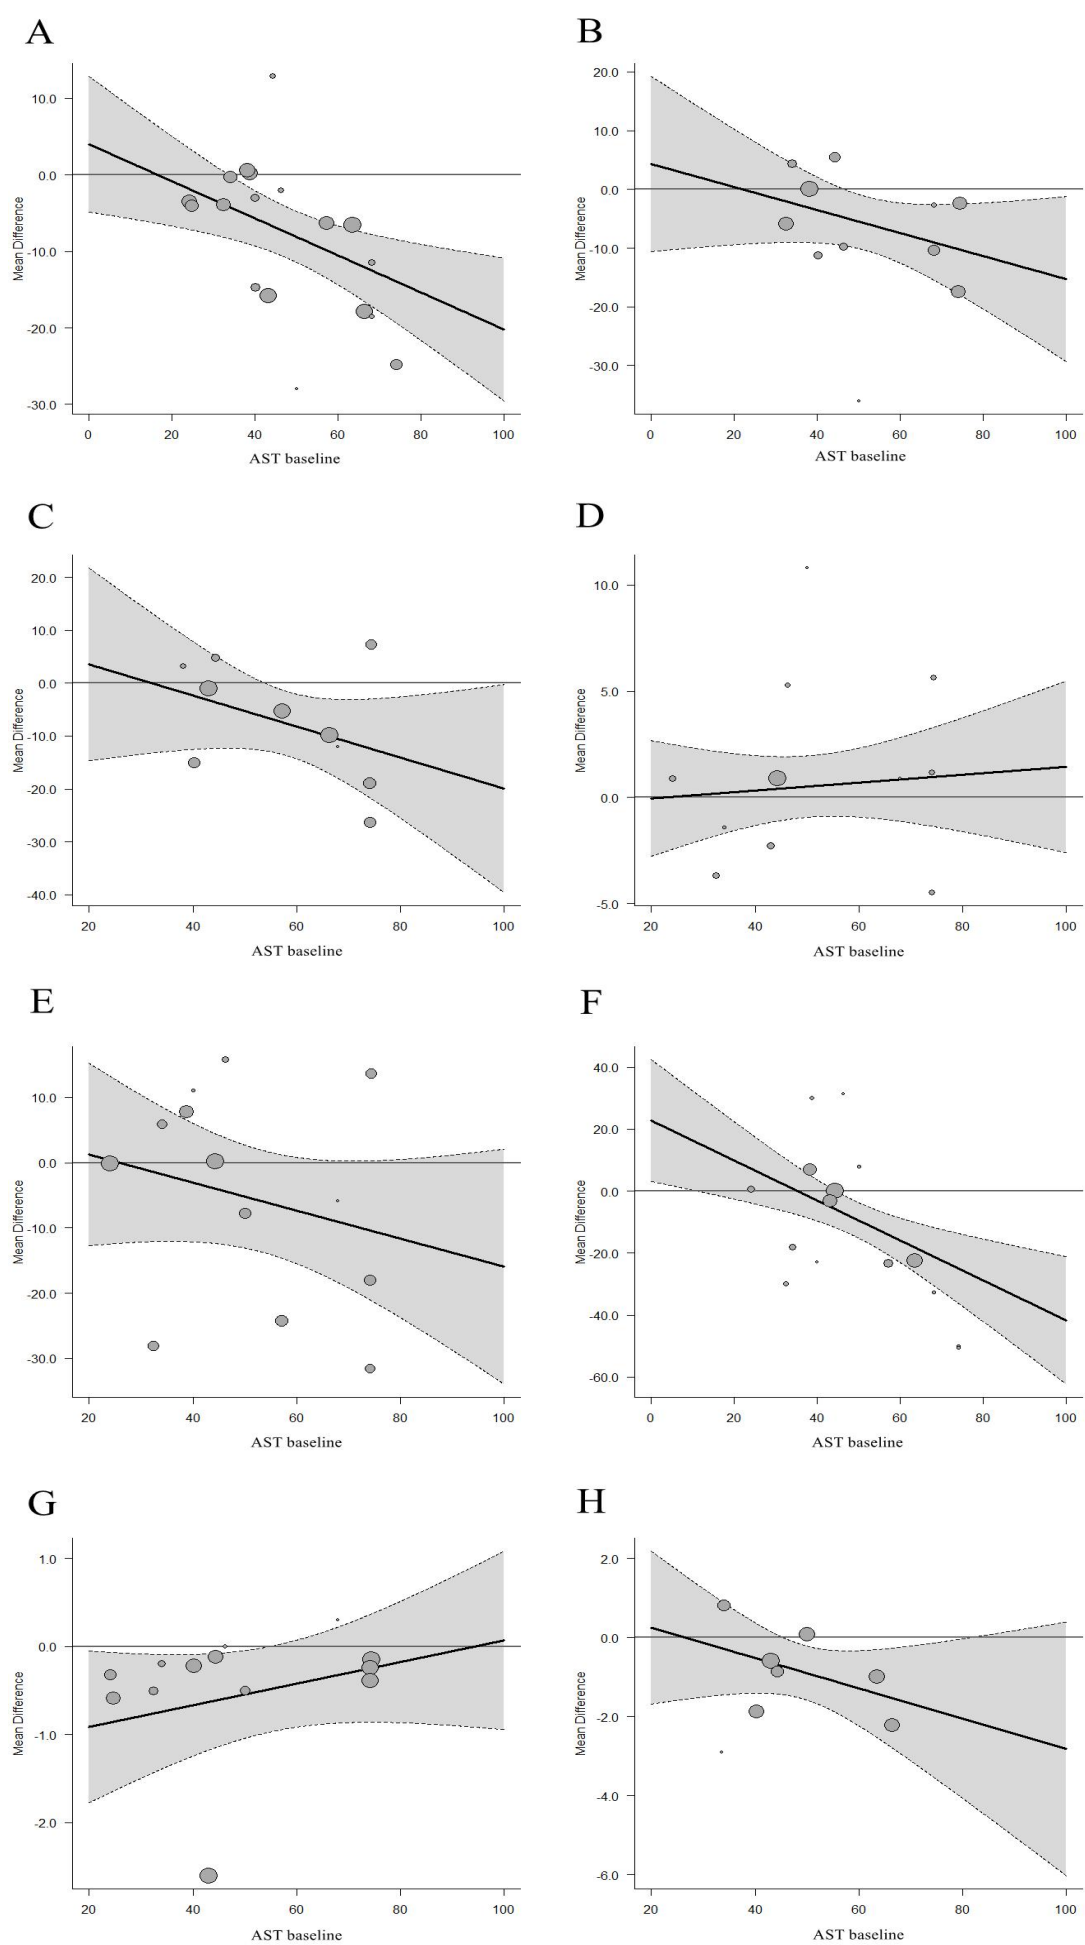 A
Mean Difference
10.0
0.0
-10.0
-20.0
-30.0
0 20 40 60 80 100
AST baseline
B
Mean Difference
20.0
10.0
0.0
-10.0
-20.0
-30.0
0 20 40 60 80 100
AST baseline
C
Mean Difference
20.0
10.0
0.0
-10.0
-20.0
-30.0
-40.0
20 40 60 80 100
AST baseline
D
Mean Difference
10.0
5.0
0.0
-5.0
20 40 60 80 100
AST baseline
E
Mean Difference
10.0
0.0
-10.0
-20.0
-30.0
20 40 60 80 100
AST baseline
F
Mean Difference
40.0
20.0
0.0
-20.0
-40.0
-60.0
0 20 40 60 80 100
AST baseline
G
Mean Difference
1.0
0.0
-1.0
-2.0
20 40 60 80 100
AST baseline
H
Mean Difference
2.0
0.0
-2.0
-4.0
-6.0
20 40 60 80 100
AST baseline